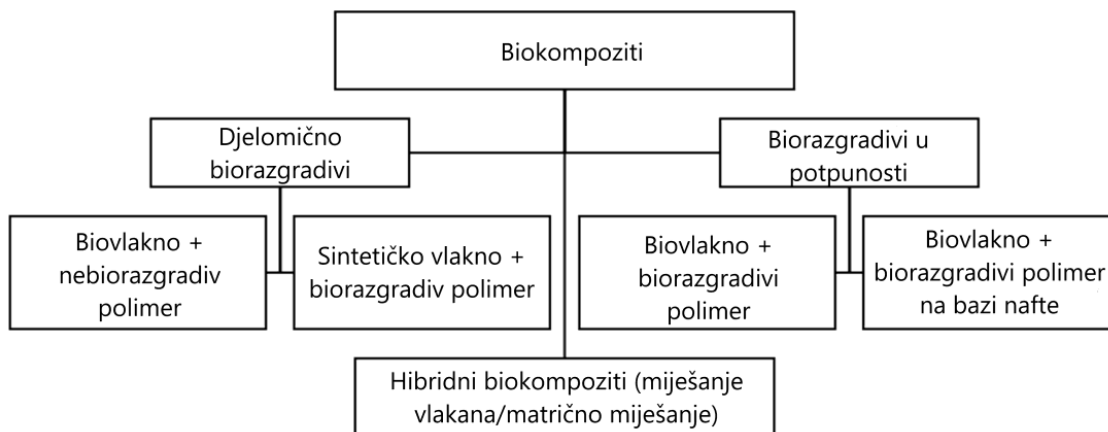 Biokompoziti
Djelomično
biorazgradivi
Biorazgradivi u
potpunosti
Biovlakno +
nebiorazgradiv
polimer
Sintetičko vlakno +
biorazgradiv polimer
Biovlakno +
biorazgradivi
polimer
Biovlakno +
biorazgradivi polimer
na bazi nafte
Hibridni biokompoziti (miješanje
vlakana/matrično miješanje)